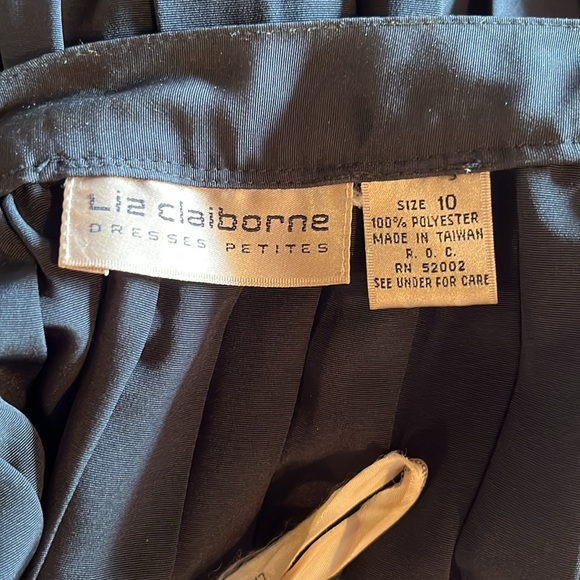 Liz Claiborne
DRESSES PETITES
SIZE 10
100% POLYESTER
MADE IN TAIWAN
R. O. C.
RN 52002
SEE UNDER FOR CARE